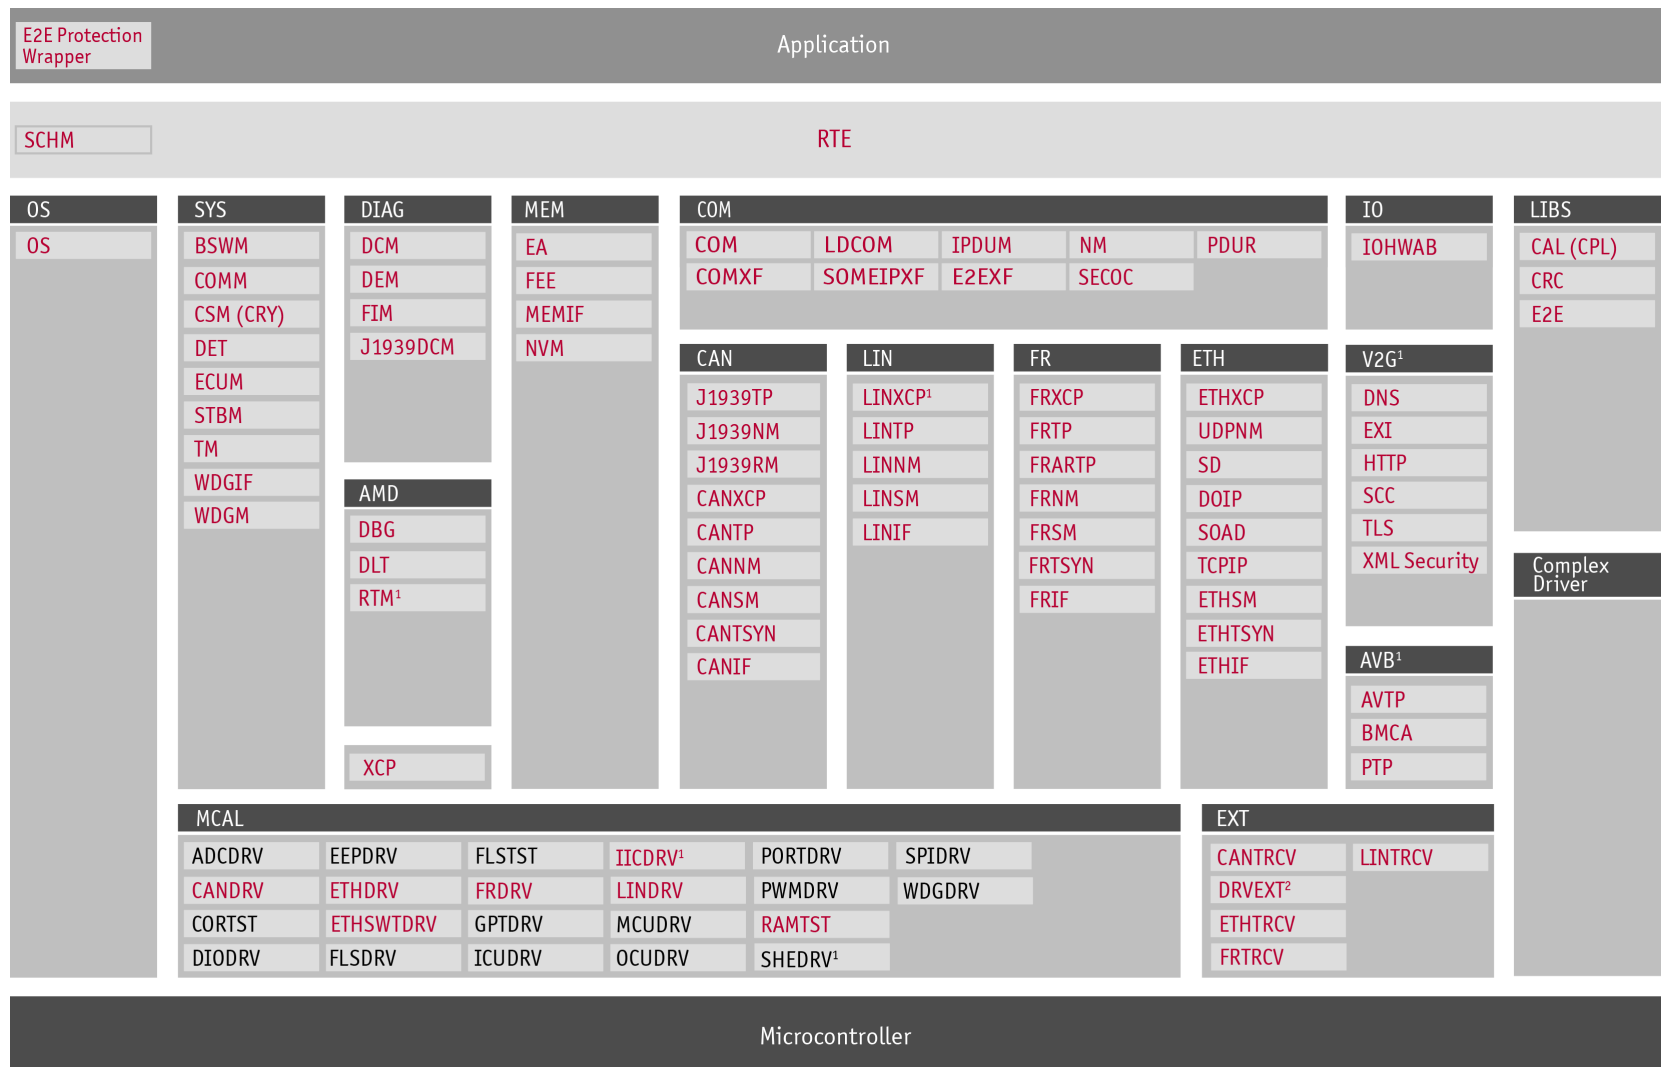 E2E Protection
Wrapper
Application
SCHM
RTE
OS
OS
SYS
BSWM
COMM
CSM (CRY)
DET
ECUM
STBM
TM
WDGIF
WDGM
DIAG
DCM
DEM
FIM
J1939DCM
AMD
DBG
DLT
RTM¹
XCP
MEM
EA
FEE
MEMIF
NVM
COM
COM LDCOM IPDUM NM PDUR
COMXF SOMEIPXF E2EXF SECOC
CAN
J1939TP
J1939NM
J1939RM
CANXCP
CANTP
CANNM
CANSM
CANTSYN
CANIF
LIN
LINXCP¹
LINTP
LINNM
LINSM
LINIF
FR
FRXCP
FRTP
FRARTP
FRNM
FRSM
FRTSYN
FRIF
ETH
ETHXCP
UDPNM
SD
DOIP
SOAD
TCPIP
ETHSM
ETHTSYN
ETHIF
IO
IOHWAB
V2G¹
DNS
EXI
HTTP
SCC
TLS
XML Security
AVB¹
AVTP
BMCA
PTP
LIBS
CAL (CPL)
CRC
E2E
Complex
Driver
MCAL
ADCDRV EEPDRV FLSTST IICDRV¹ PORTDRV SPIDRV
CANDRV ETHDRV FRDRV LINDRV PWMDRV WDGDRV
CORTST ETHSWTDRV GPTDRV MCUDRV RAMTST
DIODRV FLSDRV ICUDRV OCUDRV SHEDRV¹
EXT
CANTRCV LINTRCV
DRVEXT²
ETHTRCV
FRTRCV
Microcontroller